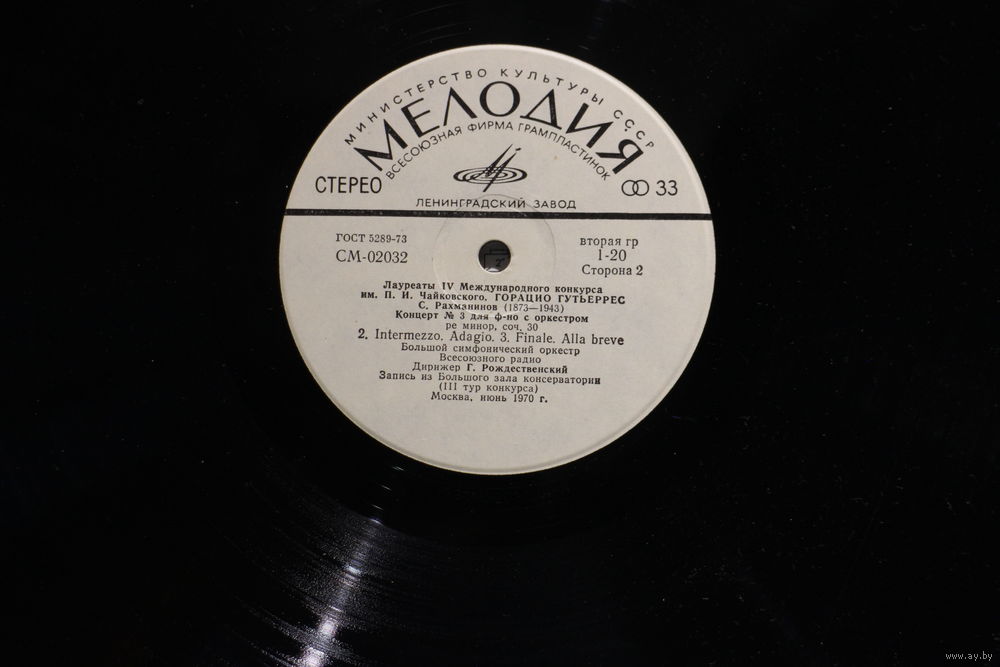 МИНИСТЕРСТВО КУЛЬТУРЫ СССР
МЕЛОДИЯ
ВСЕСОЮЗНАЯ ФИРМА ГРАМПЛАСТИНОК
СТЕРЕО
33
ЛЕНИНГРАДСКИЙ ЗАВОД
ГОСТ 5289-73
СМ-02032
вторая гр
1-20
Сторона 2
Лауреаты IV Международного конкурса
им. П. И. Чайковского. ГОРАЦИО ГУТЬЕРРЕС
С. Рахманинов (1873—1943)
Концерт № 3 для ф-но с оркестром
ре минор, соч. 30
2. Intermezzo. Adagio. 3. Finale. Alla breve
Большой симфонический оркестр
Всесоюзного радио
Дирижер Г. Рождественский
Запись из Большого зала консерватории
(III тур конкурса)
Москва, июнь 1970 г.
www.ay.by